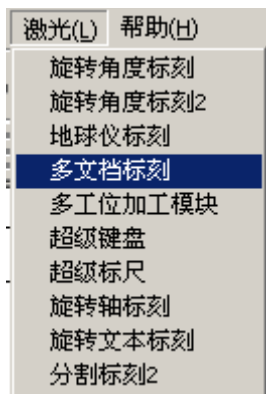 激光(L) 帮助(H)
旋转角度标刻
旋转角度标刻2
地球仪标刻
多文档标刻
多工位加工模块
超级键盘
超级标尺
旋转轴标刻
旋转文本标刻
分割标刻2